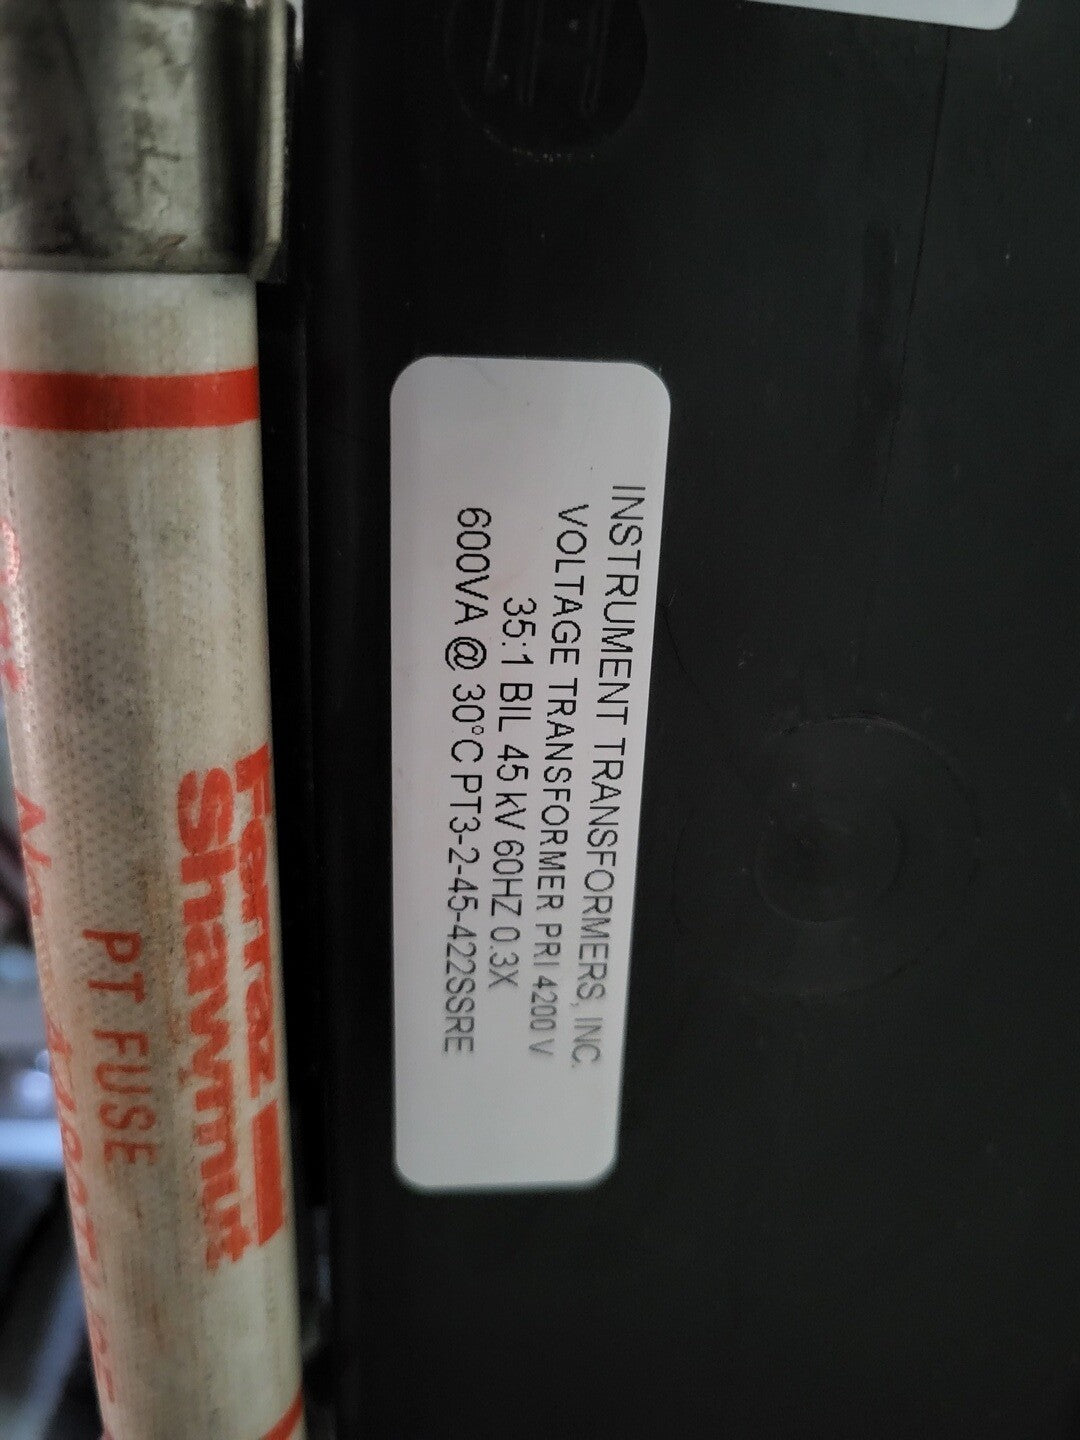 INSTRUMENT TRANSFORMERS, INC.
VOLTAGE TRANSFORMER PRI 4200 V
35:1 BIL 45 kV 60HZ 0.3X
600VA @ 30°C PT3-2-45-422SSRE
Ferraz
Shawmut
PT FUSE